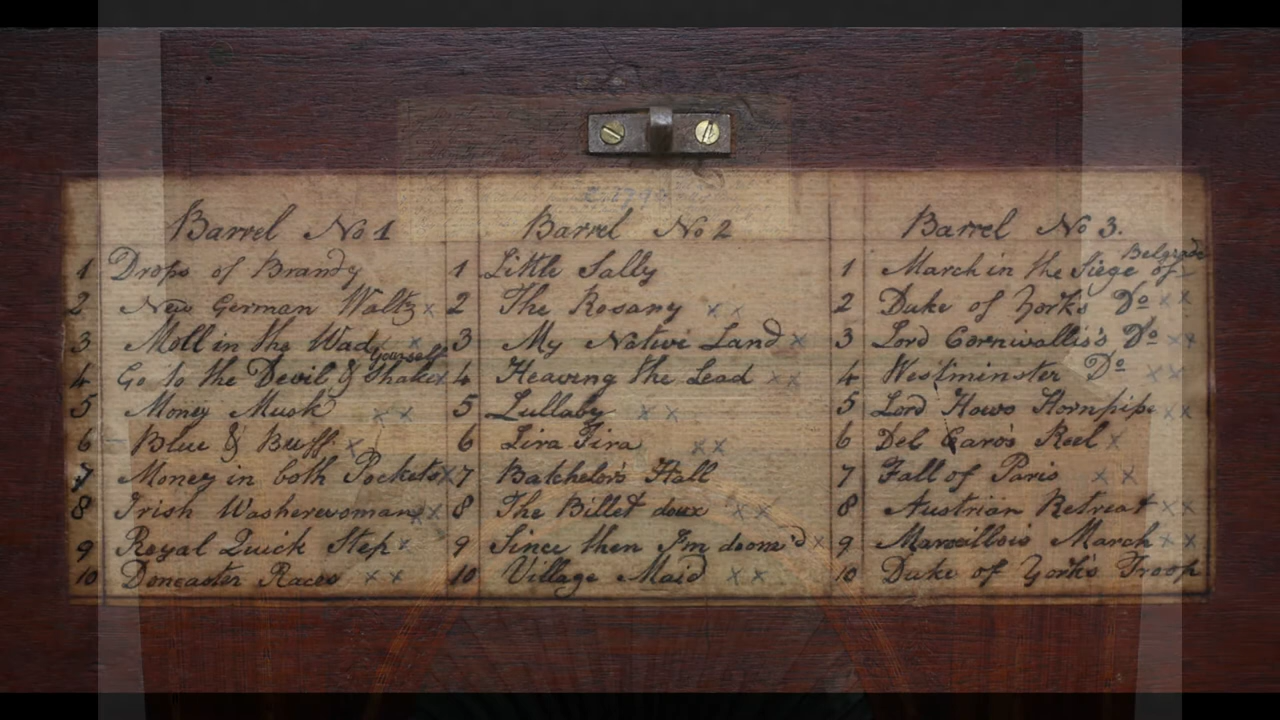 Barrel No 1
1 Drops of Brandy
2 New German Waltz x
3 Moll in the Wad x
4 Go to the Devil & Shake Yourself x
5 Money Musk x x
6 Blue & Buff x
7 Money in both Pockets x
8 Irish Washerewoman x x
9 Royal Quick Step x
10 Doncaster Races x x
Barrel No 2
1 Little Sally
2 The Rosary x x
3 My Native Land x
4 Heaving the Lead x x
5 Lullaby x x
6 Lira Lira x x
7 Batchelor's Hall
8 The Billet doux x x
9 Since then I'm doom'd x
10 Village Maid x x
Barrel No 3.
1 March in the Siege of Belgrade
2 Duke of York's Do x x
3 Lord Cornwallis's Do x x
4 Westminster Do x x
5 Lord Hows Hornpipe x x
6 Del Caro's Reel x
7 Fall of Paris x x
8 Austrian Retreat x x
9 Marseillois March x x
10 Duke of York's Troop